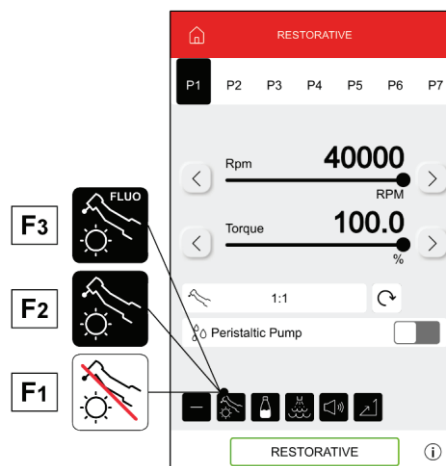 RESTORATIVE
P1 P2 P3 P4 P5 P6 P7
Rpm 40000
RPM
Torque 100.0
%
1:1
Peristaltic Pump
RESTORATIVE
F3
FLUO
F2
F1